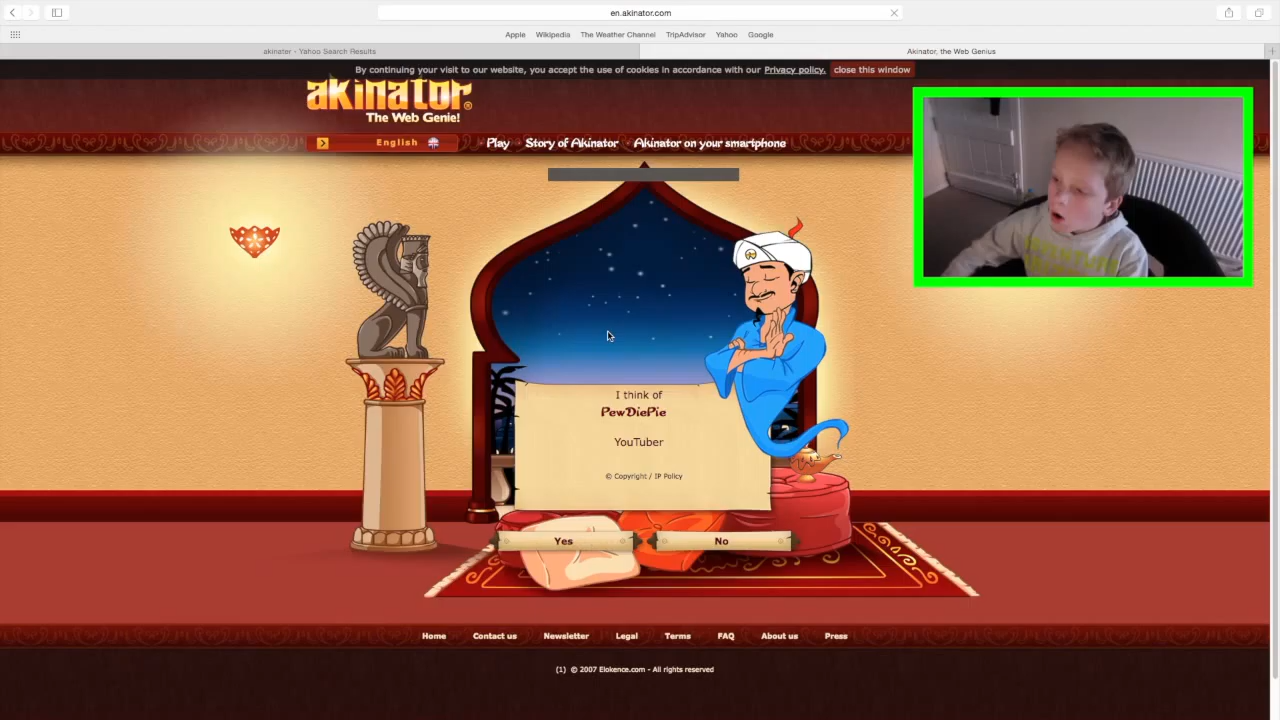 en.akinator.com
Apple Wikipedia The Weather Channel TripAdvisor Yahoo Google
akinater - Yahoo Search Results
Akinator, the Web Genius
By continuing your visit to our website, you accept the use of cookies in accordance with our Privacy policy. close this window
akinator®
The Web Genie!
English
Play Story of Akinator Akinator on your smartphone
I think of
PewDiePie
YouTuber
© Copyright / IP Policy
Yes No
Home Contact us Newsletter Legal Terms FAQ About us Press
(1) © 2007 Elokence.com - All rights reserved